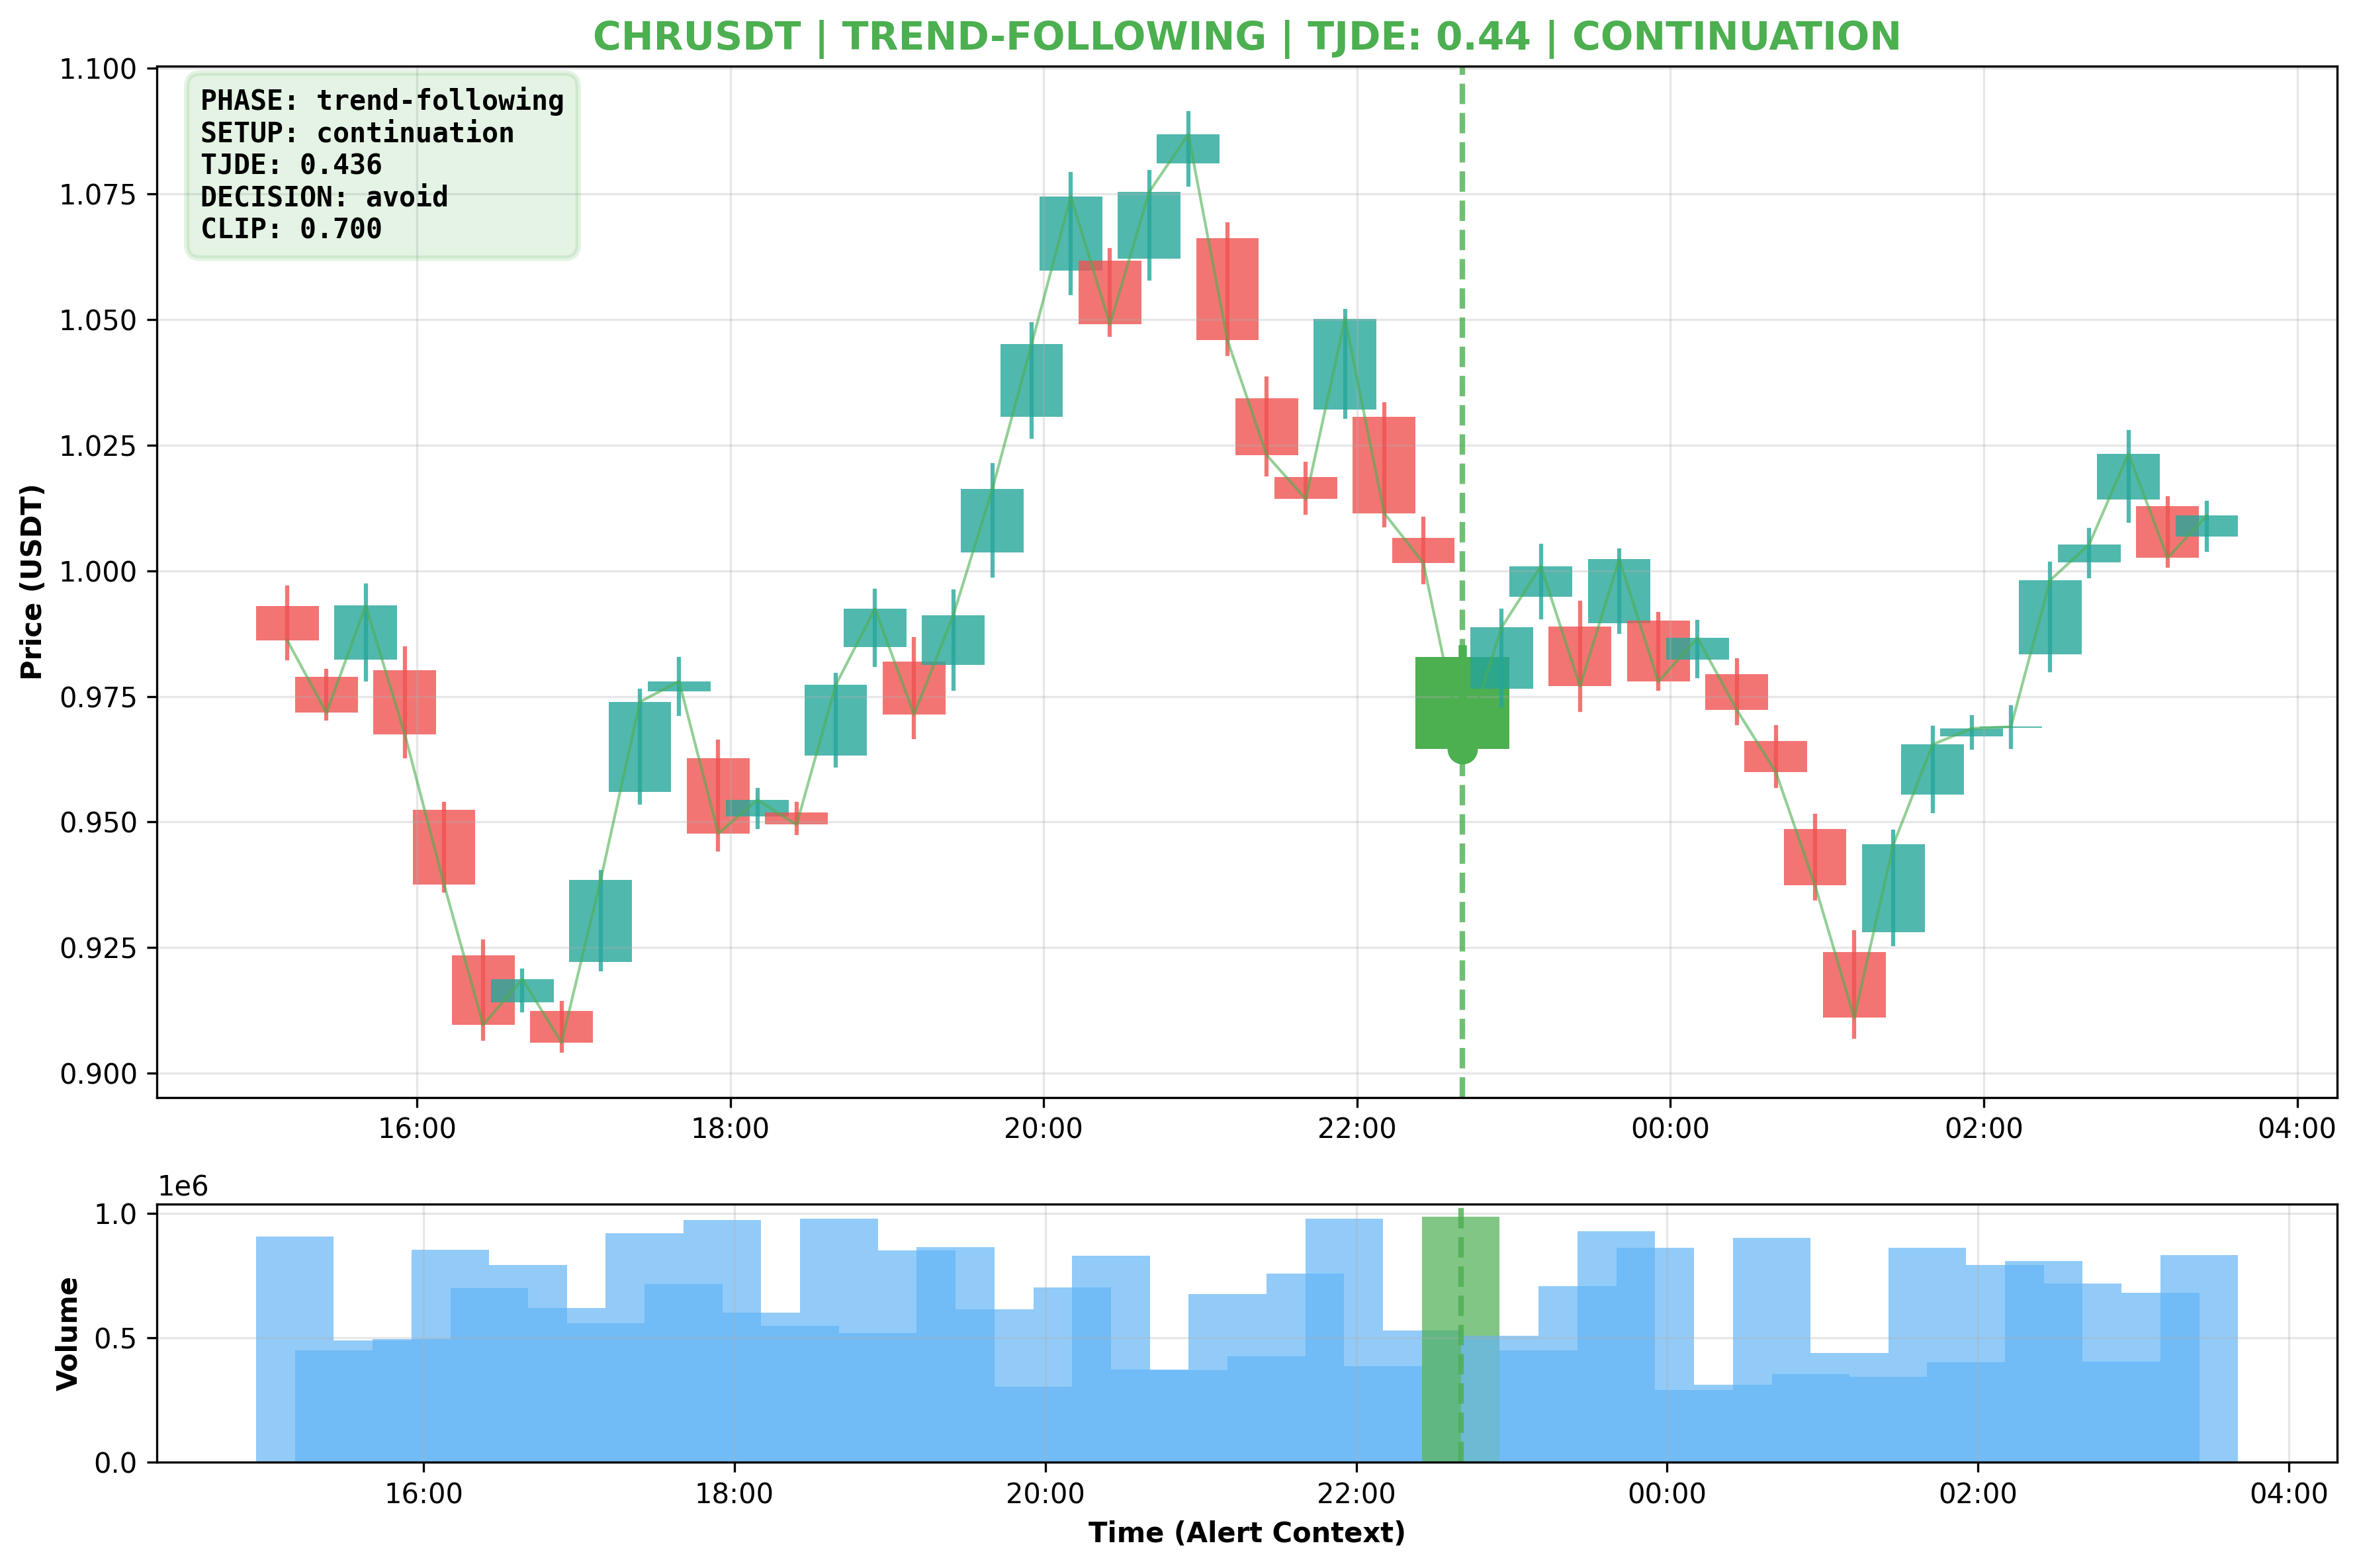 CHRUSDT | TREND-FOLLOWING | TJDE: 0.44 | CONTINUATION
PHASE: trend-following
SETUP: continuation
TJDE: 0.436
DECISION: avoid
CLIP: 0.700
Price (USDT)
1.100
1.075
1.050
1.025
1.000
0.975
0.950
0.925
0.900
16:00 18:00 20:00 22:00 00:00 02:00 04:00
1e6
Volume
1.0
0.5
0.0
16:00 18:00 20:00 22:00 00:00 02:00 04:00
Time (Alert Context)